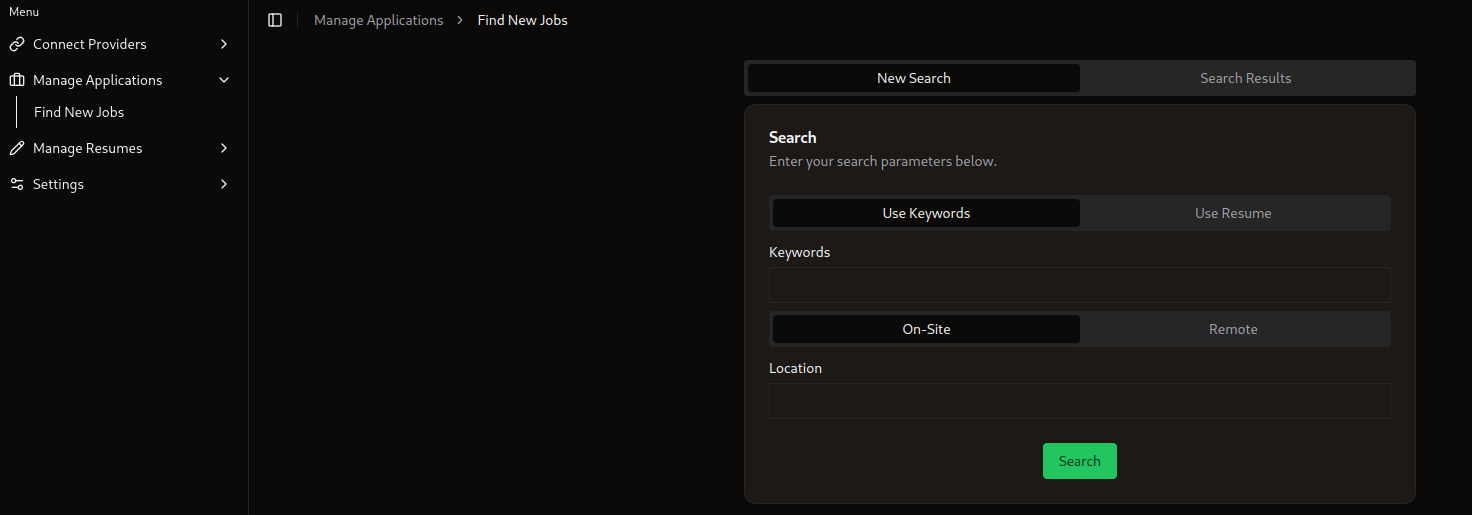 Menu
Connect Providers
Manage Applications
Find New Jobs
Manage Resumes
Settings
Manage Applications > Find New Jobs
New Search Search Results
Search
Enter your search parameters below.
Use Keywords Use Resume
Keywords
On-Site Remote
Location
Search